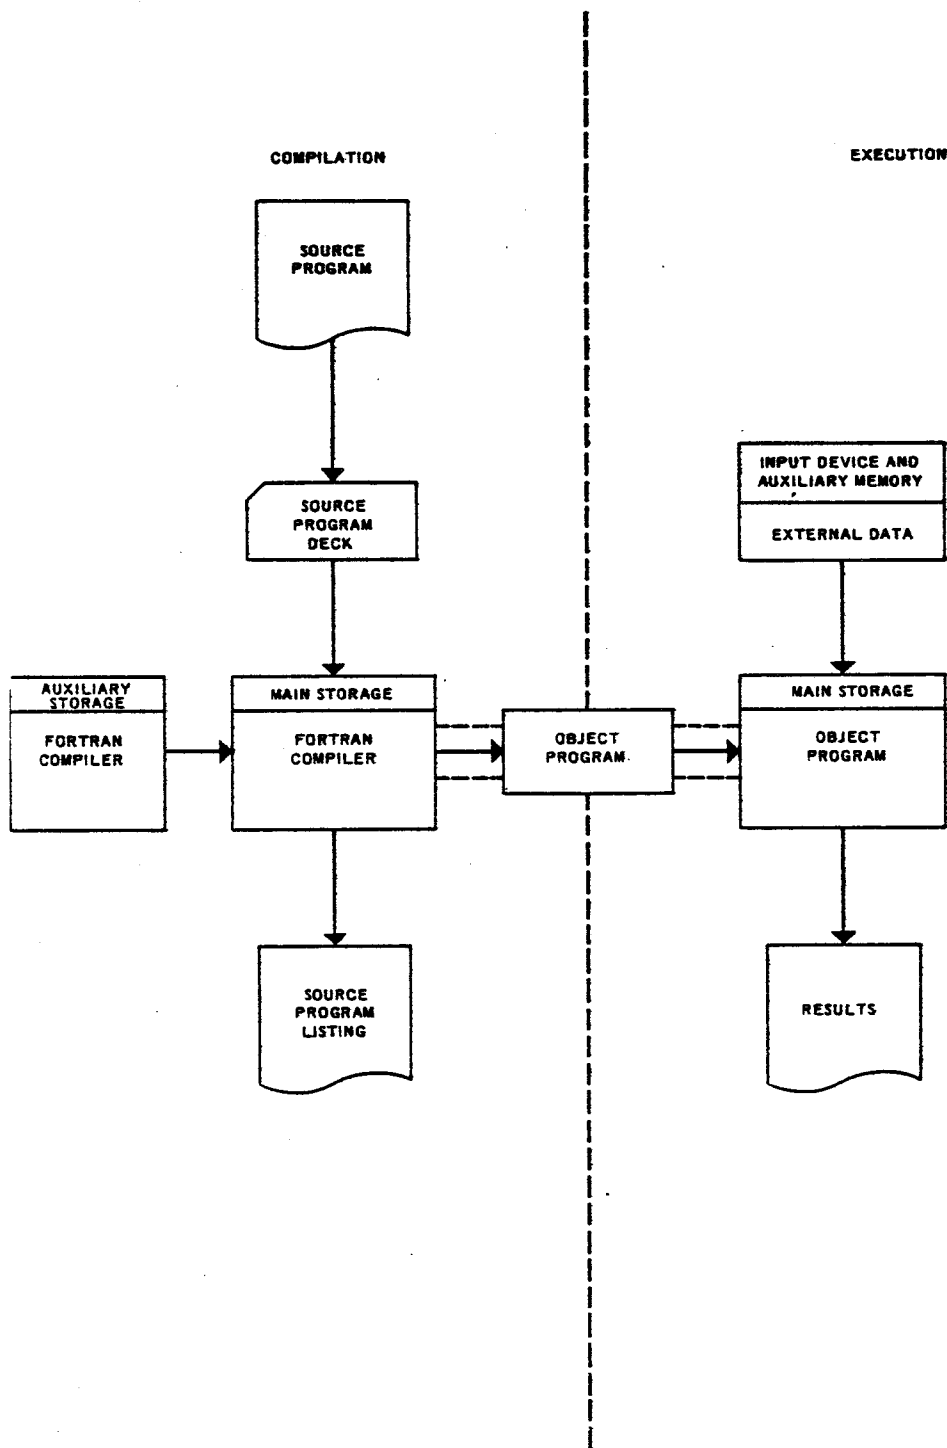 COMPILATION
EXECUTION
SOURCE
PROGRAM
SOURCE
PROGRAM
DECK
INPUT DEVICE AND
AUXILIARY MEMORY
EXTERNAL DATA
AUXILIARY
STORAGE
FORTRAN
COMPILER
MAIN STORAGE
FORTRAN
COMPILER
OBJECT
PROGRAM
MAIN STORAGE
OBJECT
PROGRAM
SOURCE
PROGRAM
LISTING
RESULTS